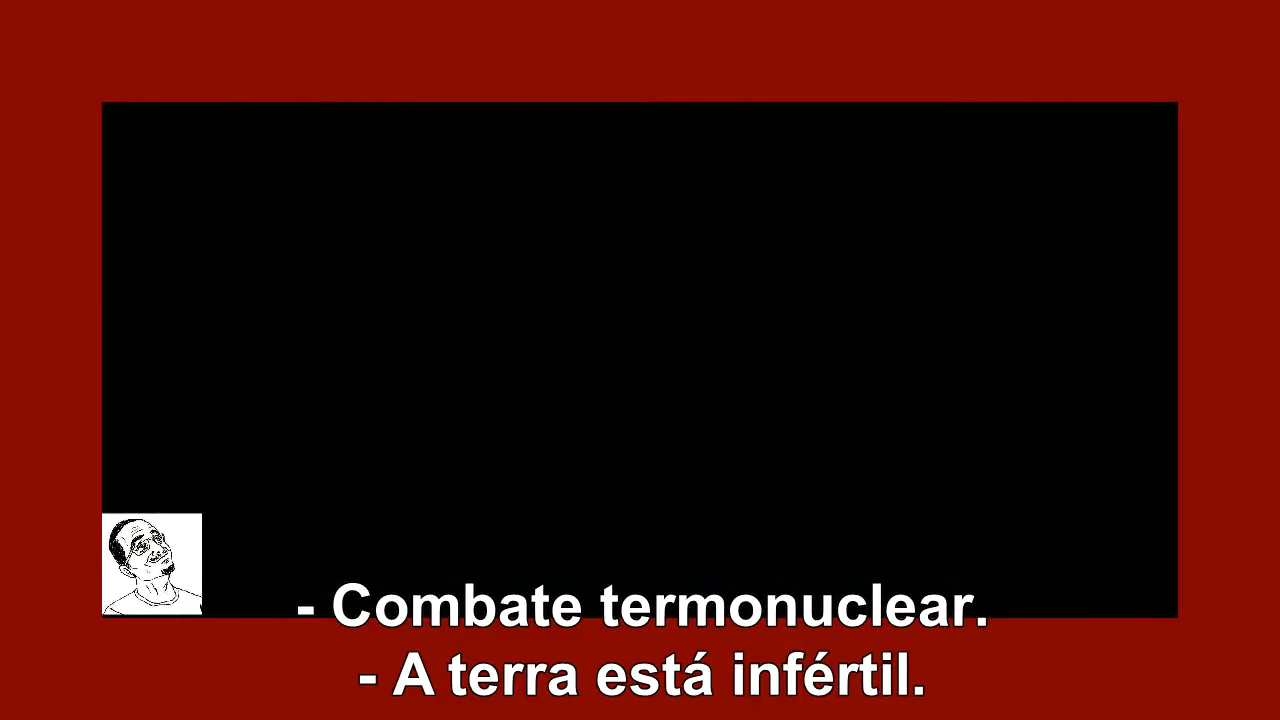 - Combate termonuclear.
- A terra está infértil.